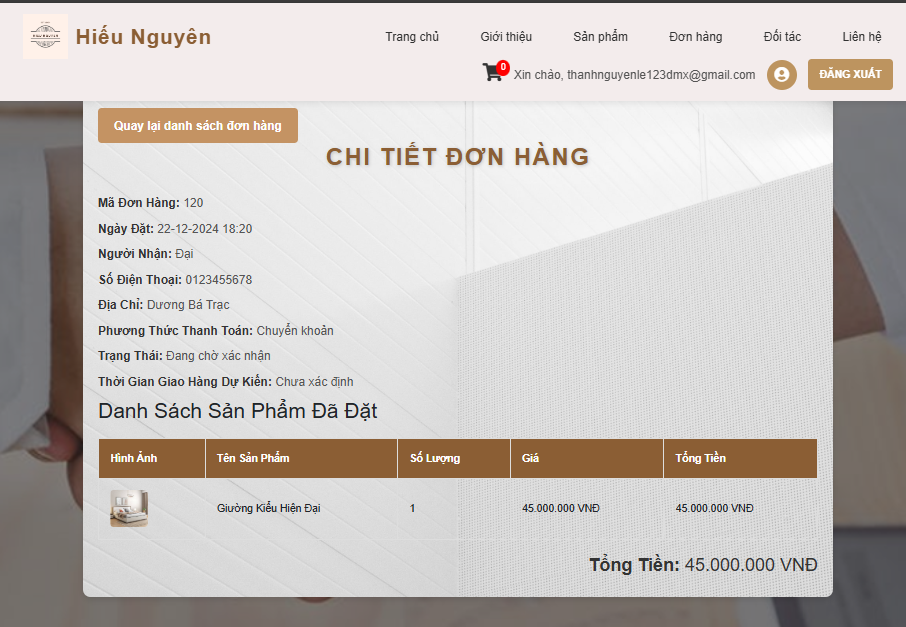 Hiếu Nguyên
Trang chủ Giới thiệu Sản phẩm Đơn hàng Đối tác Liên hệ
0 Xin chào, thanhnguyenle123dmx@gmail.com ĐĂNG XUẤT
Quay lại danh sách đơn hàng
CHI TIẾT ĐƠN HÀNG
Mã Đơn Hàng: 120
Ngày Đặt: 22-12-2024 18:20
Người Nhận: Đại
Số Điện Thoại: 0123455678
Địa Chỉ: Dương Bá Trạc
Phương Thức Thanh Toán: Chuyển khoản
Trạng Thái: Đang chờ xác nhận
Thời Gian Giao Hàng Dự Kiến: Chưa xác định
Danh Sách Sản Phẩm Đã Đặt
Hình Ảnh Tên Sản Phẩm Số Lượng Giá Tổng Tiền
Giường Kiểu Hiện Đại 1 45.000.000 VNĐ 45.000.000 VNĐ
Tổng Tiền: 45.000.000 VNĐ